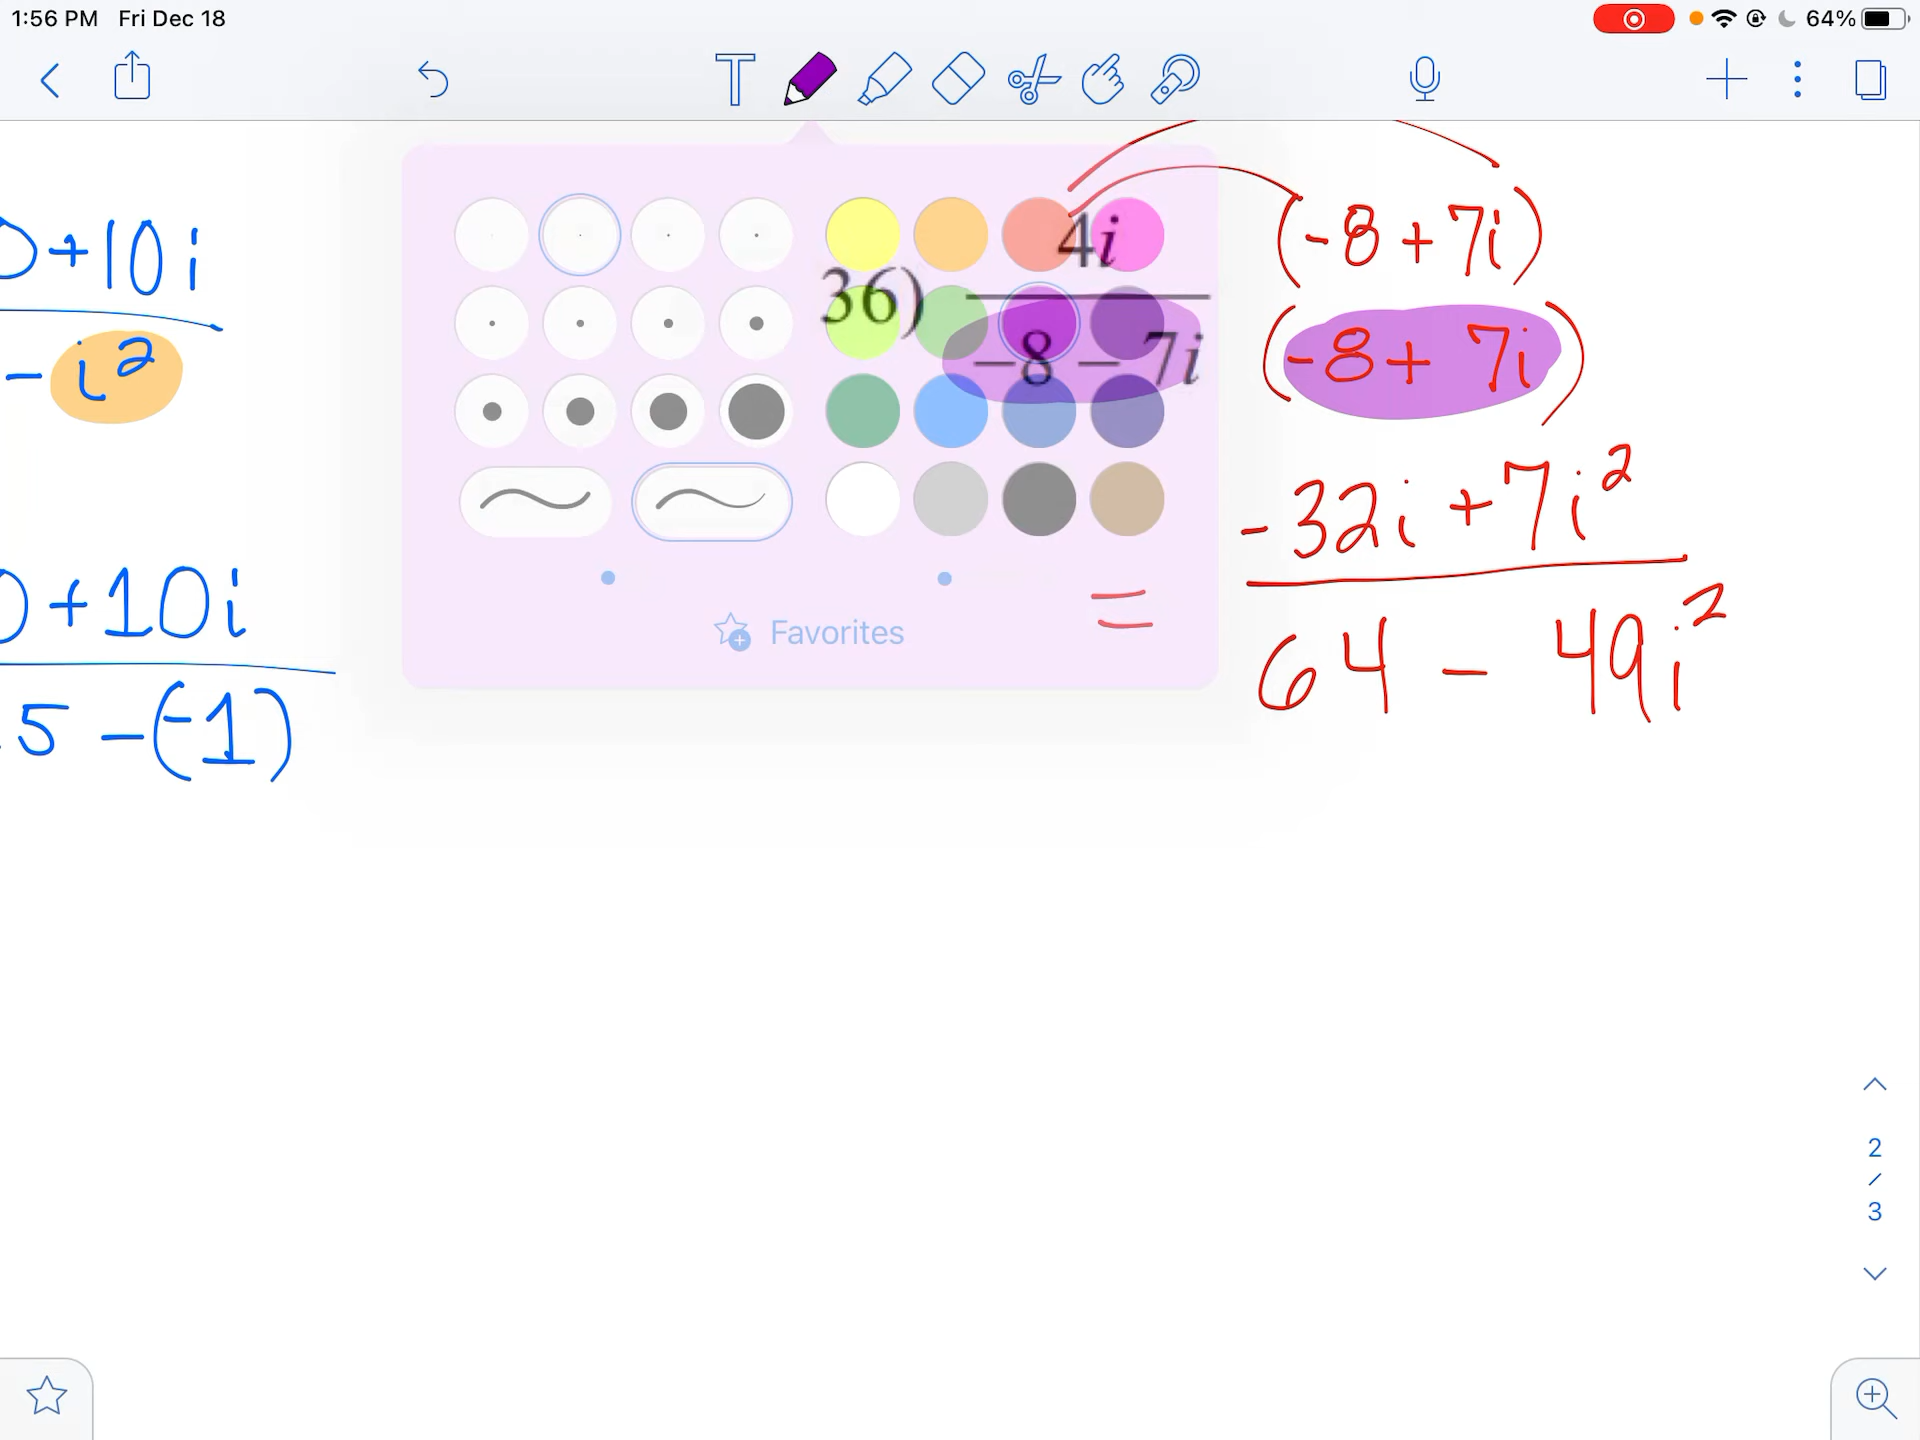 1:56 PM Fri Dec 18
64%
T
+10i
- i²
+10i
5 -(-1)
36) 4i
-8 - 7i
(-8 + 7i)
(-8 + 7i)
= -32i + 7i²
64 - 49i²
Favorites
2
/
3